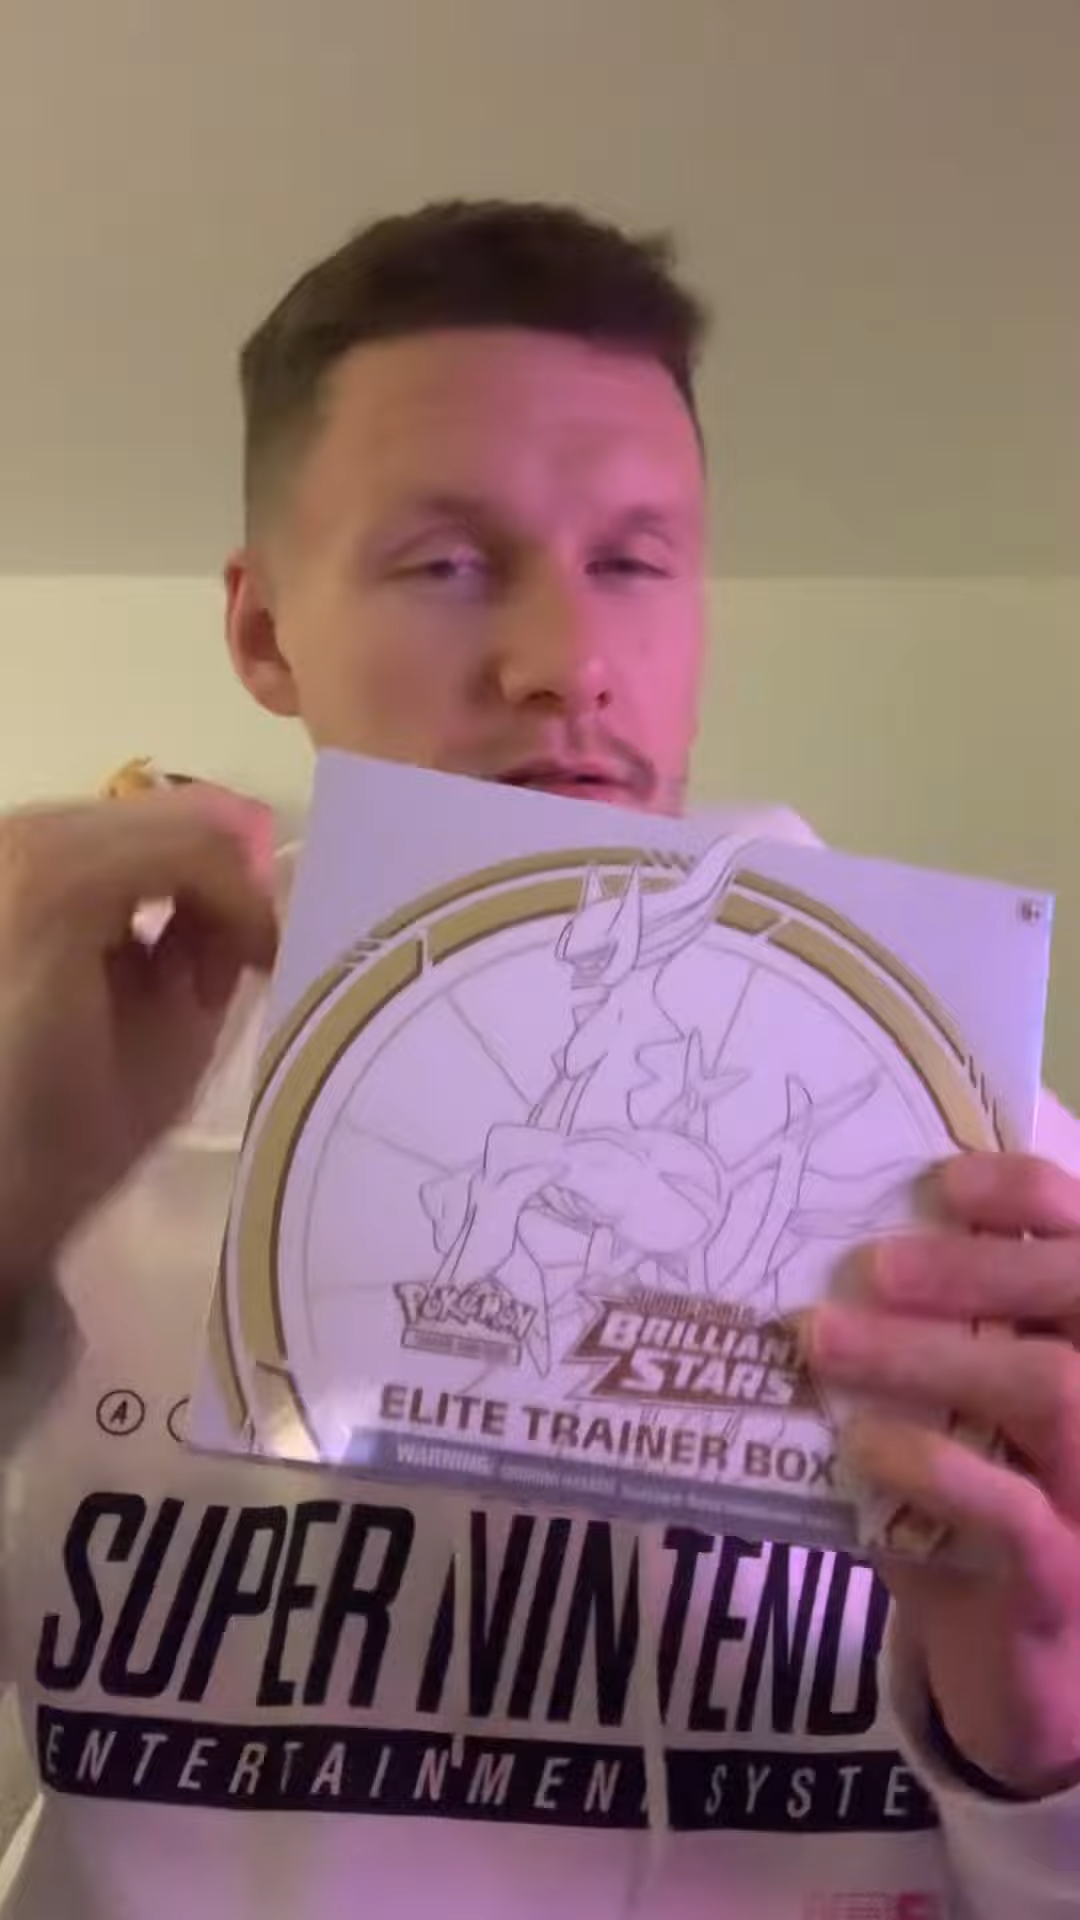 6+
POKÉMON
BRILLIANT
STARS
ELITE TRAINER BOX
WARNING:
A
SUPER NINTEND
ENTERTAINMENT SYSTE